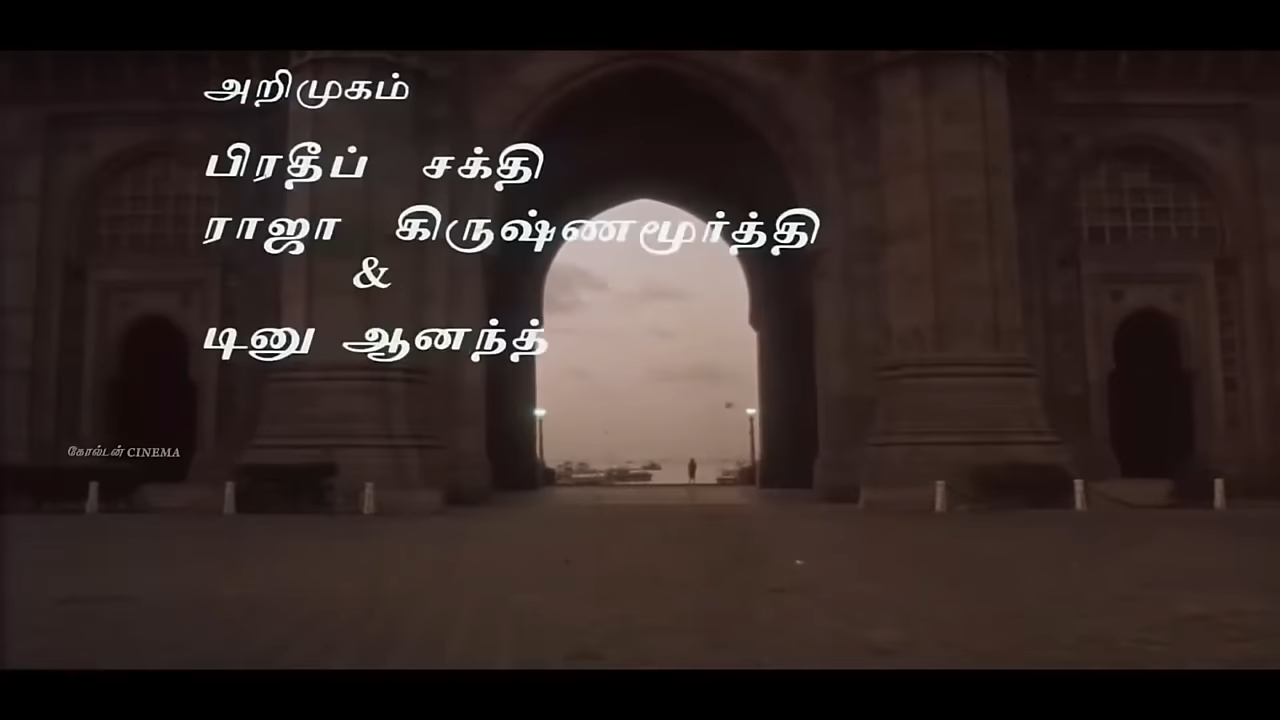 அறிமுகம்
பிரதீப் சக்தி
ராஜா கிருஷ்ணமூர்த்தி
&
டினு ஆனந்த்
கோல்டன் CINEMA